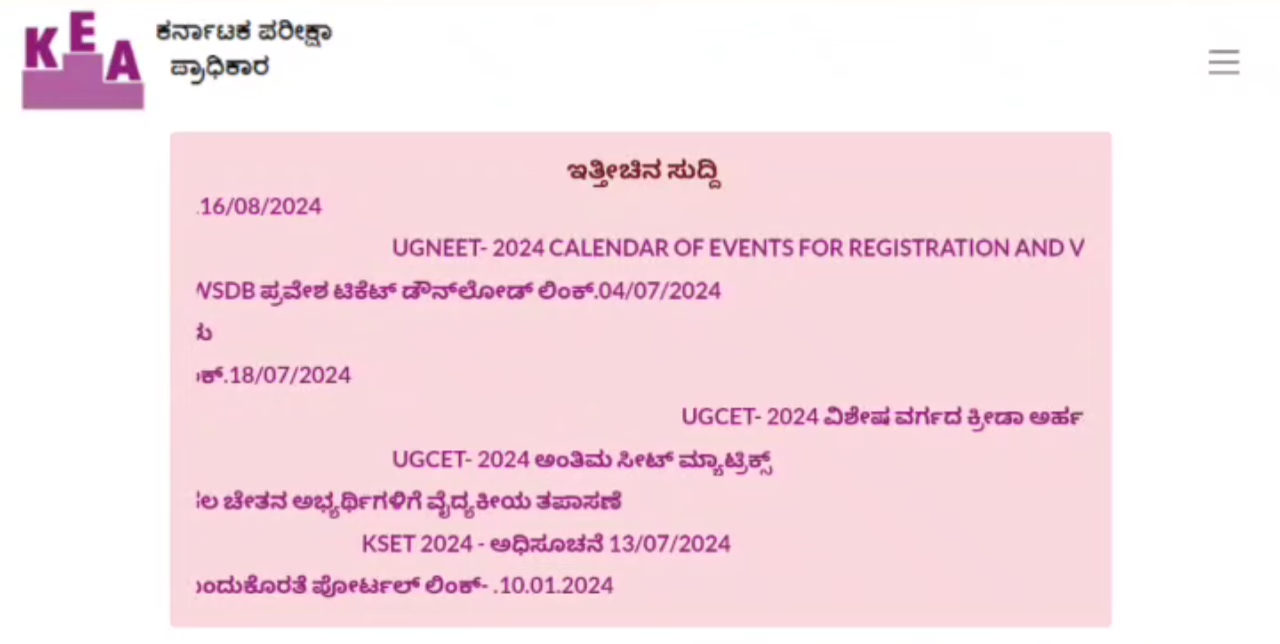 KEA
ಕರ್ನಾಟಕ ಪರೀಕ್ಷಾ
ಪ್ರಾಧಿಕಾರ
ಇತ್ತೀಚಿನ ಸುದ್ದಿ
.16/08/2024
UGNEET- 2024 CALENDAR OF EVENTS FOR REGISTRATION AND V
WSDB ಪ್ರವೇಶ ಟಿಕೆಟ್ ಡೌನ್‌ಲೋಡ್ ಲಿಂಕ್.04/07/2024
ಕ್.18/07/2024
UGCET- 2024 ವಿಶೇಷ ವರ್ಗದ ಕ್ರೀಡಾ ಅರ್ಹ
UGCET- 2024 ಅಂತಿಮ ಸೀಟ್ ಮ್ಯಾಟ್ರಿಕ್ಸ್
ಲ ಚೇತನ ಅಭ್ಯರ್ಥಿಗಳಿಗೆ ವೈದ್ಯಕೀಯ ತಪಾಸಣೆ
KSET 2024 - ಅಧಿಸೂಚನೆ 13/07/2024
ಂದುಕೊರತೆ ಪೋರ್ಟಲ್ ಲಿಂಕ್- .10.01.2024